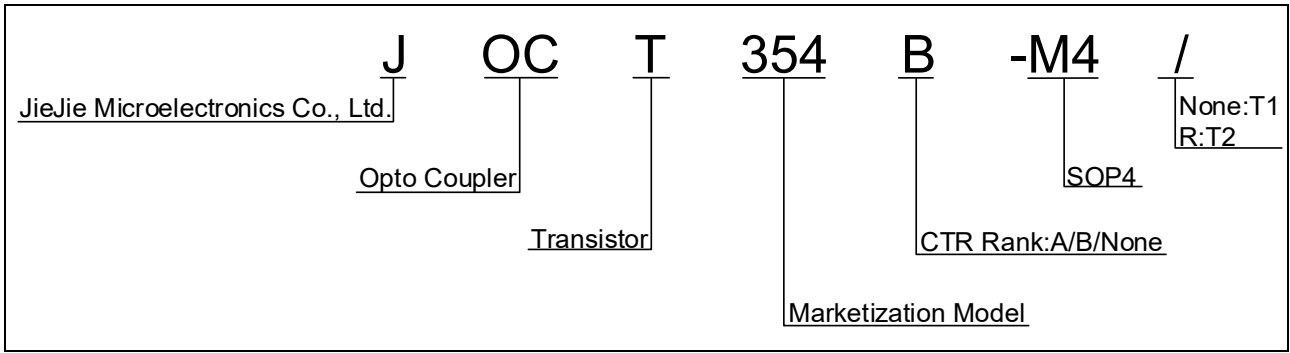 J OC T 354 B -M4 /
JieJie Microelectronics Co., Ltd.
None:T1
R:T2
Opto Coupler
SOP4
Transistor
CTR Rank:A/B/None
Marketization Model